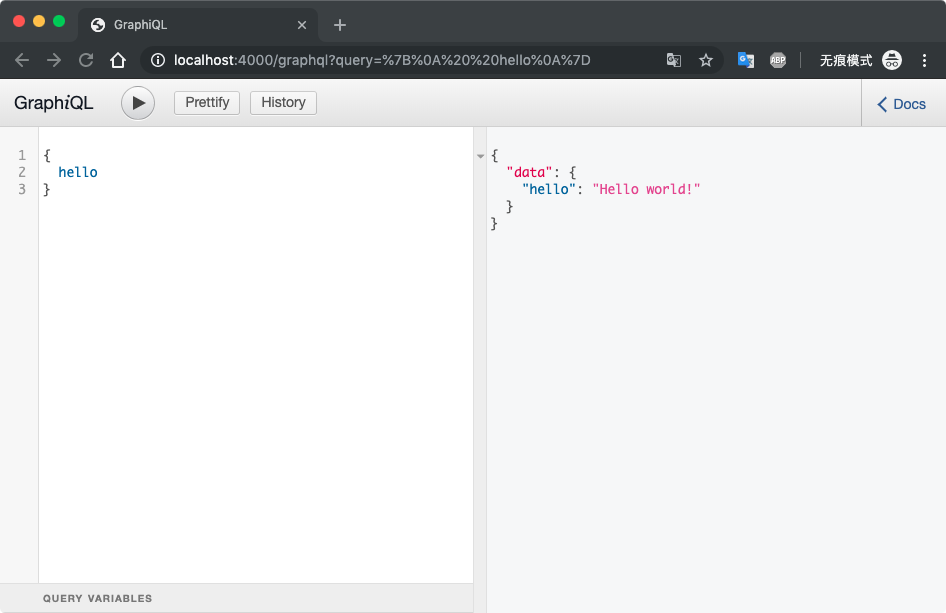 GraphiQL
localhost:4000/graphql?query=%7B%0A%20%20hello%0A%7D
ABP
无痕模式
GraphiQL
Prettify
History
Docs
1 {
2 hello
3 }
{
"data": {
"hello": "Hello world!"
}
}
QUERY VARIABLES